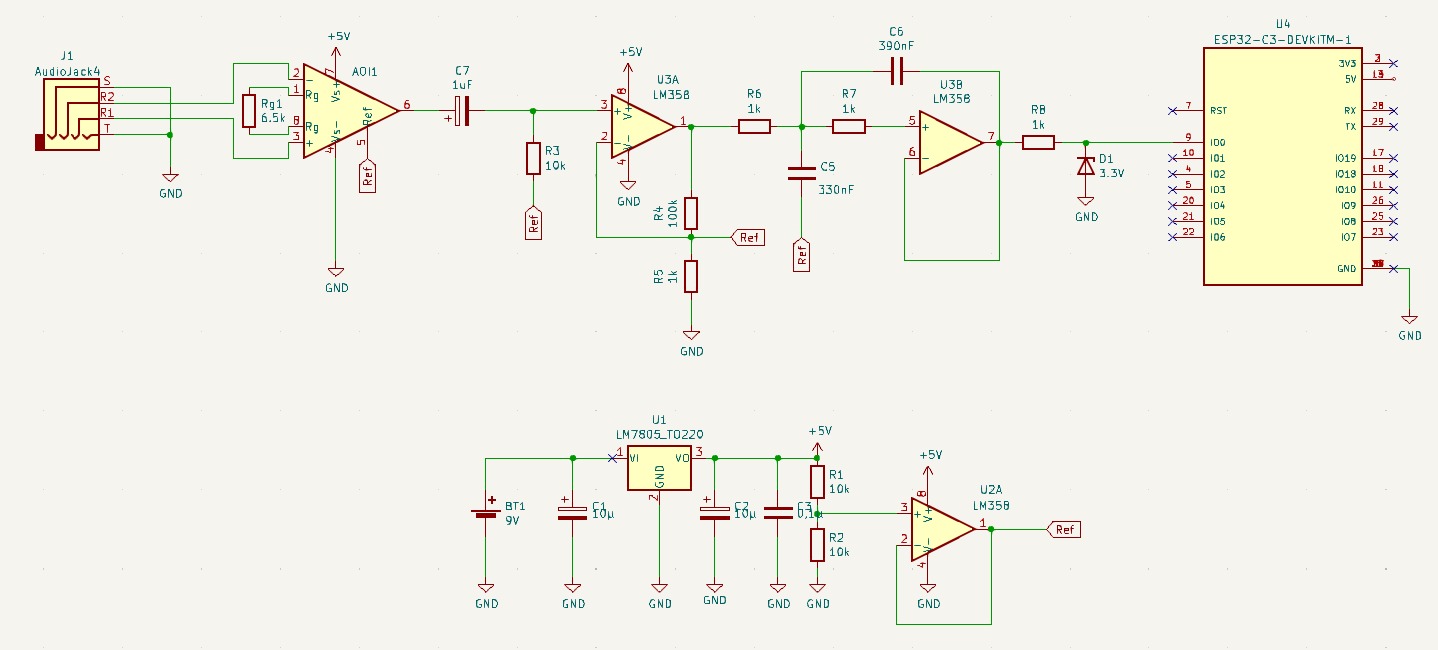 J1
AudioJack4
S
R2
R1
T
GND
Rg1
6.5k
+5V
AOI1
2
1
8
3
-
Rg
Rg
+
7
Vs+
Vs-
4
Ref
5
6
Ref
GND
C7
1uF
+
R3
10k
Ref
+5V
U3A
LM358
3
2
+
-
8
V+
V-
4
1
GND
R4
100k
Ref
R5
1k
GND
R6
1k
R7
1k
C5
330nF
Ref
C6
390nF
U3B
LM358
5
6
+
-
7
R8
1k
D1
3.3V
GND
U4
ESP32-C3-DEVKITM-1
7 RST
9 IO0
10 IO1
4 IO2
5 IO3
20 IO4
21 IO5
22 IO6
3V3
5V
RX 28
TX 29
IO19 17
IO18 18
IO10 11
IO9 26
IO8 25
IO7 23
GND
GND
BT1
9V
+
GND
C1
10µ
+
GND
U1
LM7805_TO220
1 VI
VO 3
GND
2
GND
C2
10µ
+
GND
C3
0,1µ
GND
+5V
R1
10k
R2
10k
GND
+5V
U2A
LM358
3
2
+
-
8
V+
V-
4
1
GND
Ref